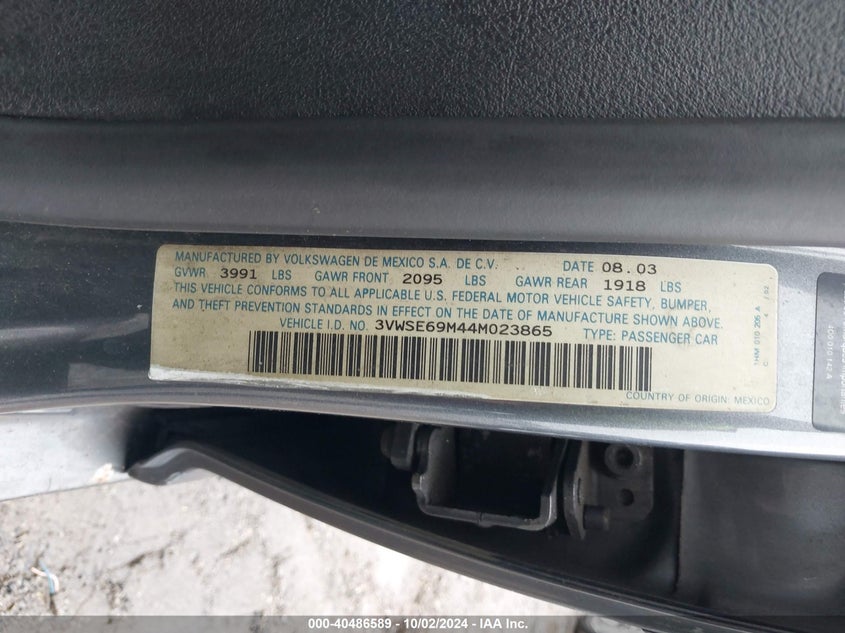 MANUFACTURED BY VOLKSWAGEN DE MEXICO S.A. DE C.V. DATE 08.03
GVWR 3991 LBS GAWR FRONT 2095 LBS GAWR REAR 1918 LBS
THIS VEHICLE CONFORMS TO ALL APPLICABLE U.S. FEDERAL MOTOR VEHICLE SAFETY, BUMPER,
AND THEFT PREVENTION STANDARDS IN EFFECT ON THE DATE OF MANUFACTURE SHOWN ABOVE.
VEHICLE I.D. NO. 3VWSE69M44M023865 TYPE: PASSENGER CAR
COUNTRY OF ORIGIN: MEXICO
1HM 010 205 A
000-40486589 - 10/02/2024 - IAA Inc.